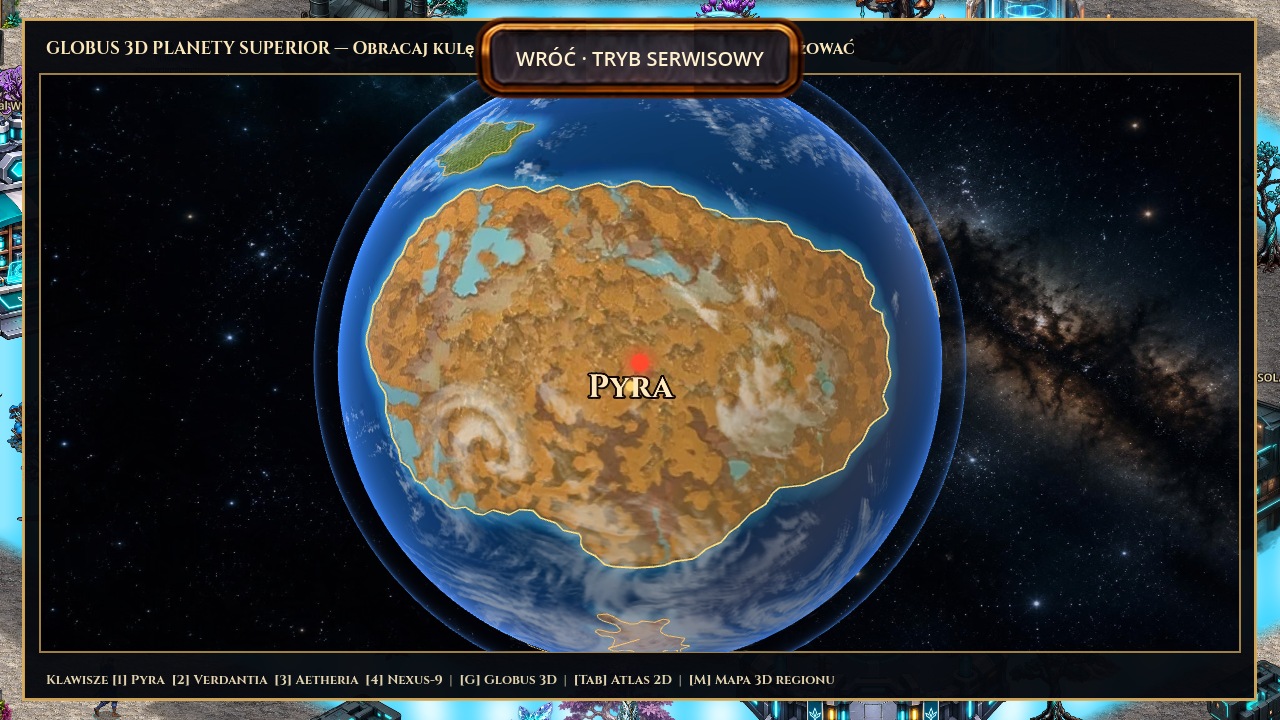 GLOBUS 3D PLANETY SUPERIOR — OBRACAJ KULę
WRÓĆ · TRYB SERWISOWY
PYRA
KLAWISZE [1] PYRA [2] VERDANTIA [3] AETHERIA [4] NEXUS-9 | [G] GLOBUS 3D | [TAB] ATLAS 2D | [M] MAPA 3D REGIONU